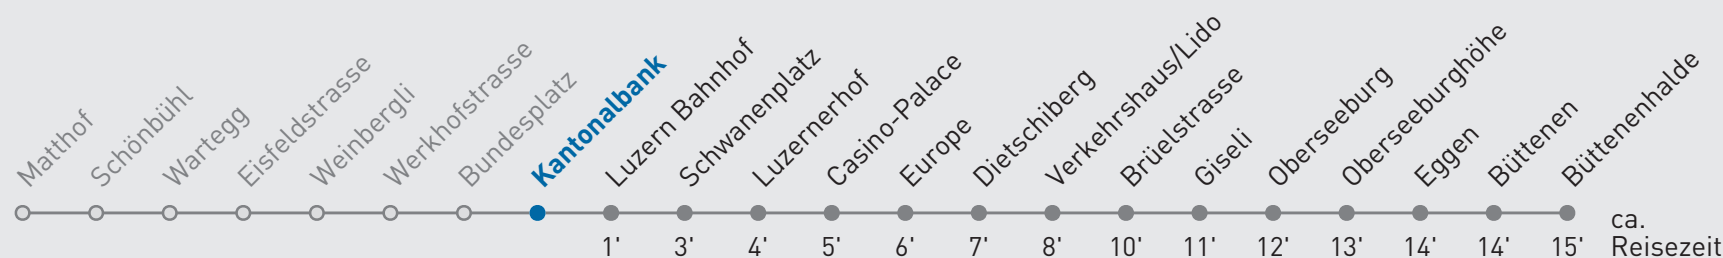 Matthof
Schönbühl
Wartegg
Eisfeldstrasse
Weinbergli
Werkhofstrasse
Bundesplatz
Kantonalbank
Luzern Bahnhof
Schwanenplatz
Luzernerhof
Casino-Palace
Europe
Dietschiberg
Verkehrshaus/Lido
Brüelstrasse
Giseli
Oberseeburg
Oberseeburghöhe
Eggen
Büttenen
Büttenenhalde
1' 3' 4' 5' 6' 7' 8' 10' 11' 12' 13' 14' 14' 15'
ca.
Reisezeit